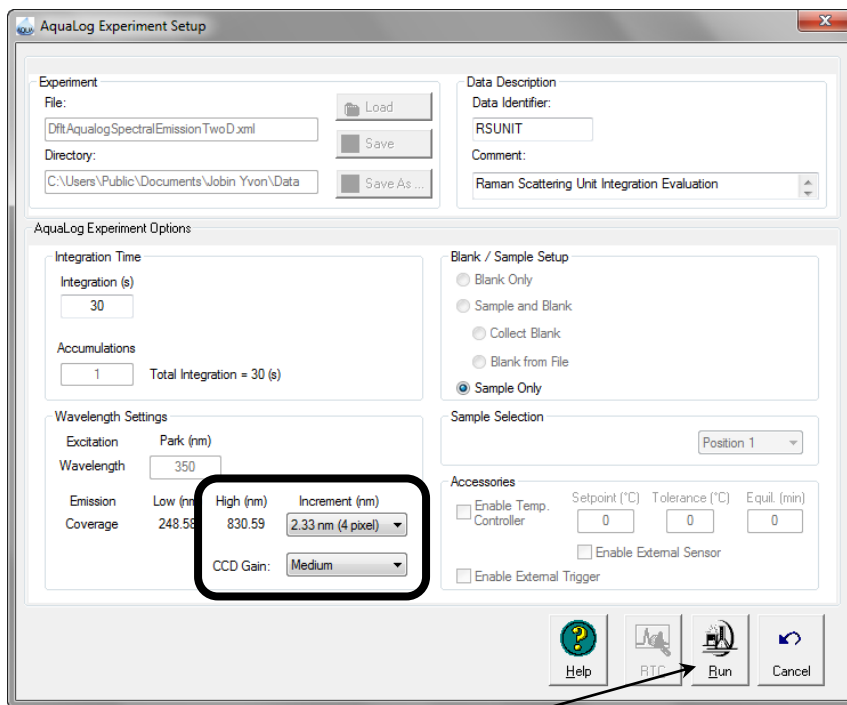 AquaLog Experiment Setup
Experiment
File:
DfltAqualogSpectralEmissionTwoD.xml
Load
Save
Directory:
C:\Users\Public\Documents\Jobin Yvon\Data
Save As ...
Data Description
Data Identifier:
RSUNIT
Comment:
Raman Scattering Unit Integration Evaluation
AquaLog Experiment Options
Integration Time
Integration (s)
30
Accumulations
1 Total Integration = 30 (s)
Blank / Sample Setup
Blank Only
Sample and Blank
Collect Blank
Blank from File
Sample Only
Wavelength Settings
Excitation Park (nm)
Wavelength 350
Emission Low (nm) High (nm) Increment (nm)
Coverage 248.58 830.59 2.33 nm (4 pixel)
CCD Gain: Medium
Sample Selection
Position 1
Accessories
Enable Temp. Controller
Setpoint (°C) Tolerance (°C) Equil. (min)
0 0 0
Enable External Sensor
Enable External Trigger
Help RTC Run Cancel